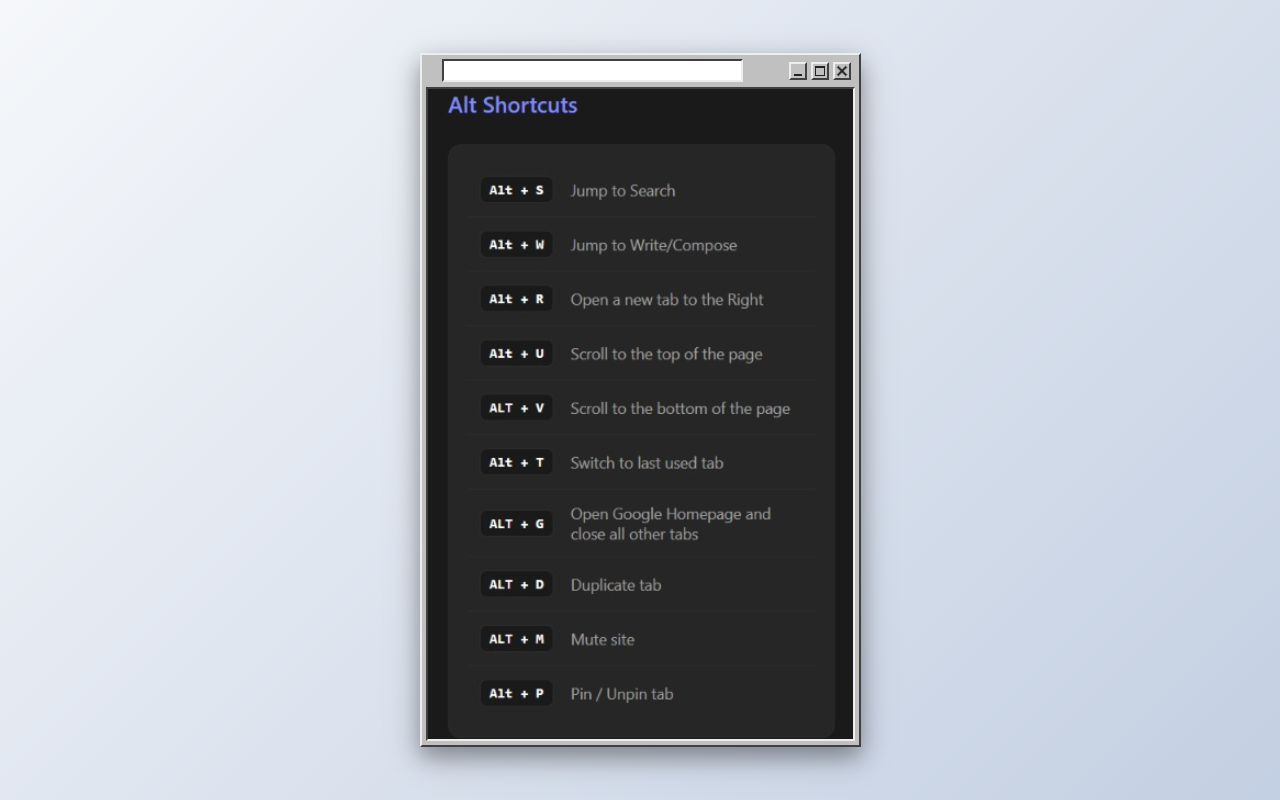 Alt Shortcuts
Alt + S Jump to Search
Alt + W Jump to Write/Compose
Alt + R Open a new tab to the Right
Alt + U Scroll to the top of the page
ALT + V Scroll to the bottom of the page
Alt + T Switch to last used tab
ALT + G Open Google Homepage and
close all other tabs
ALT + D Duplicate tab
ALT + M Mute site
Alt + P Pin / Unpin tab